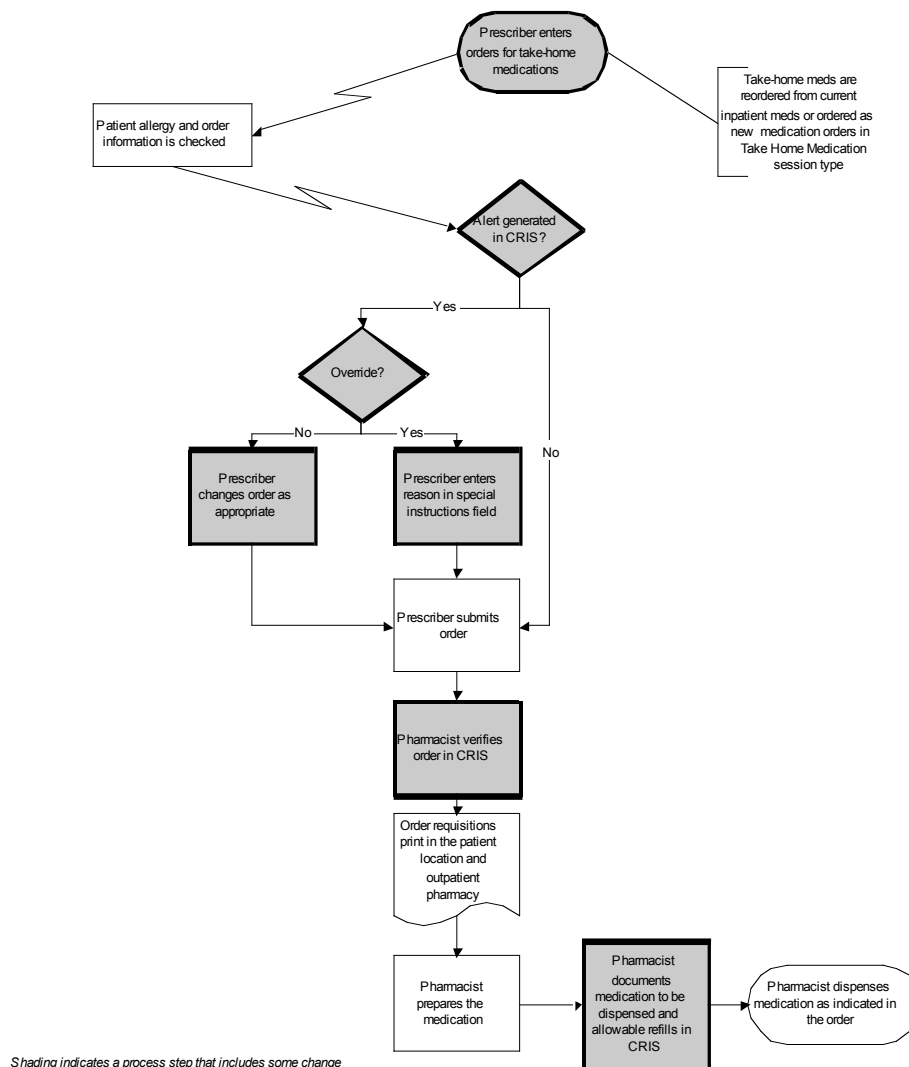 Prescriber enters
orders for take-home
medications
Take-home meds are
reordered from current
inpatient meds or ordered as
new medication orders in
Take Home Medication
session type
Patient allergy and order
information is checked
Alert generated
in CRIS?
Yes
Override?
No
Yes
No
Prescriber
changes order as
appropriate
Prescriber enters
reason in special
instructions field
Prescriber submits
order
Pharmacist verifies
order in CRIS
Order requisitions
print in the patient
location and
outpatient
pharmacy
Pharmacist
prepares the
medication
Pharmacist
documents
medication to be
dispensed and
allowable refills in
CRIS
Pharmacist dispenses
medication as indicated in
the order
Shading indicates a process step that includes some change